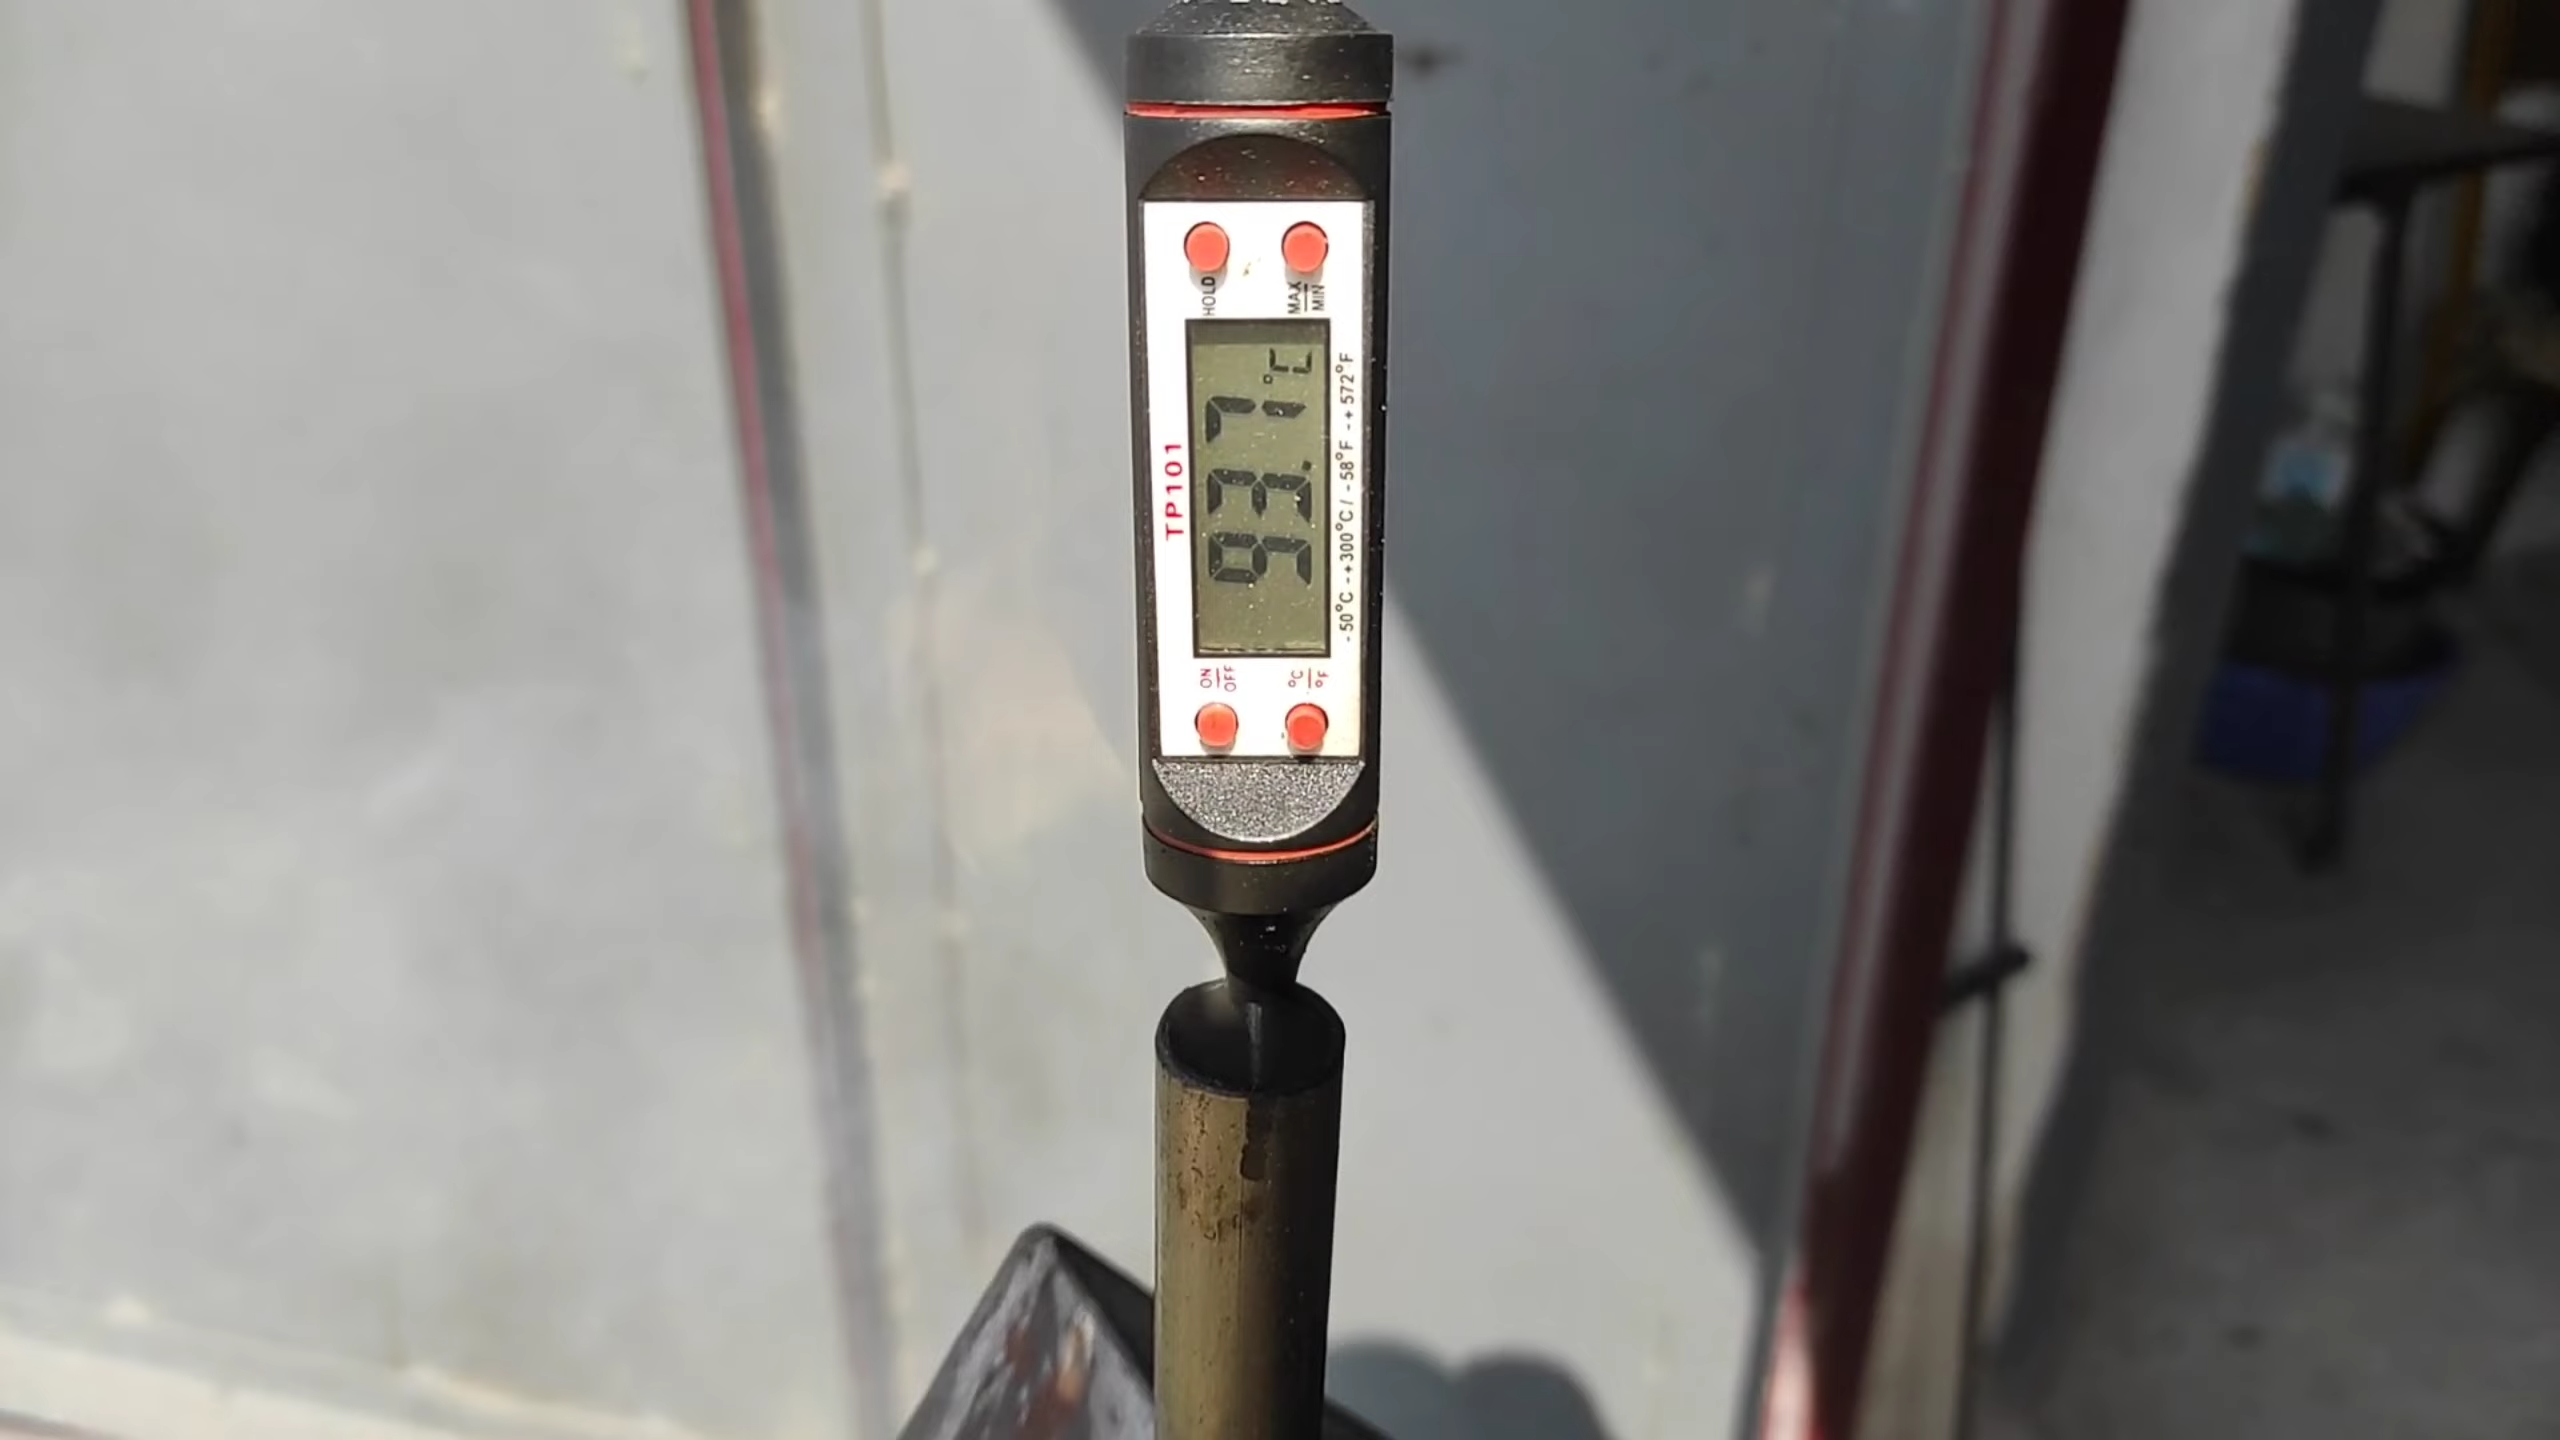 TP101
HOLD
MAX
MIN
93.7°C
ON
OFF
°C
°F
-50°C -+300°C/ -58°F -+572°F